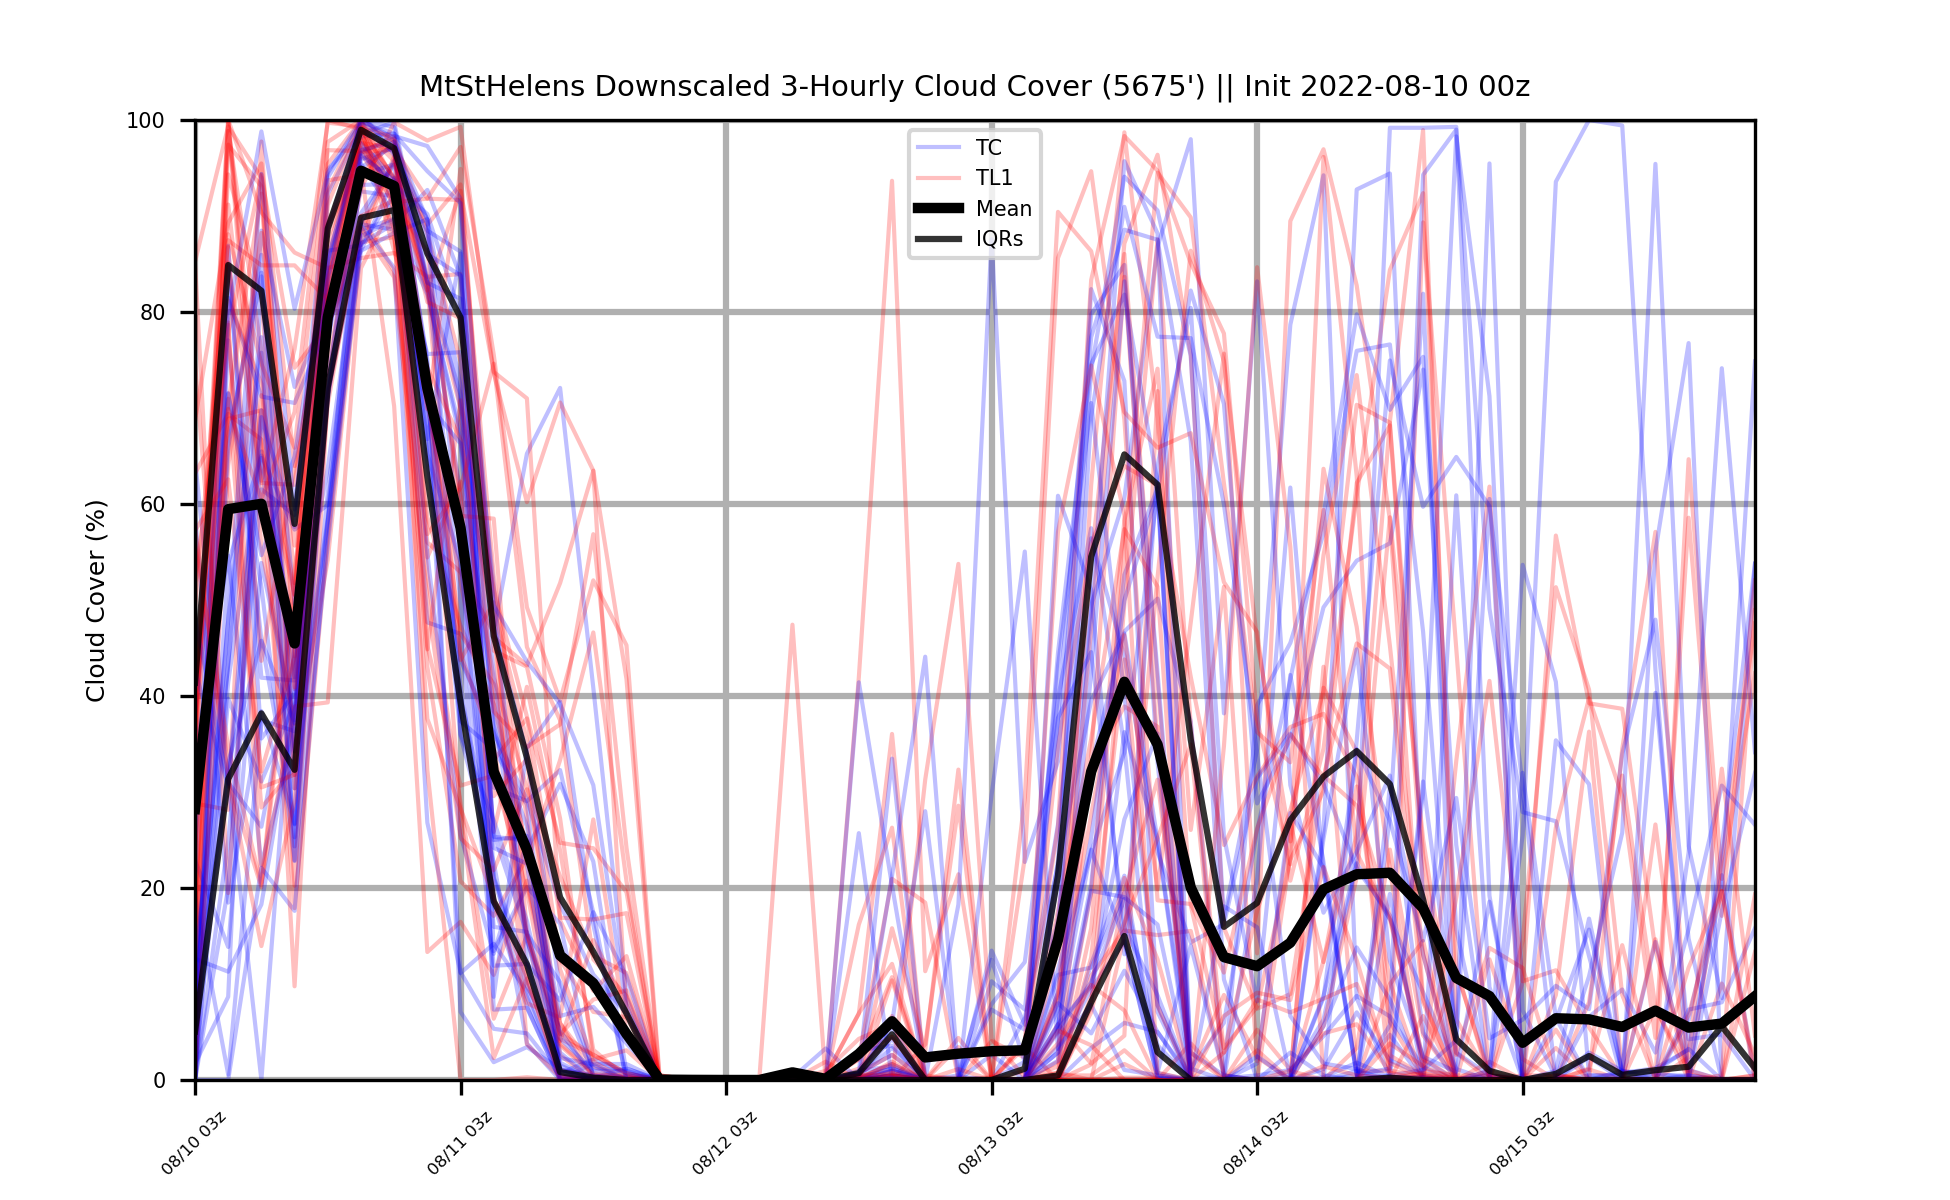 MtStHelens Downscaled 3-Hourly Cloud Cover (5675') || Init 2022-08-10 00z
TC
TL1
Mean
IQRs
Cloud Cover (%)
100
80
60
40
20
0
08/10 03z
08/11 03z
08/12 03z
08/13 03z
08/14 03z
08/15 03z